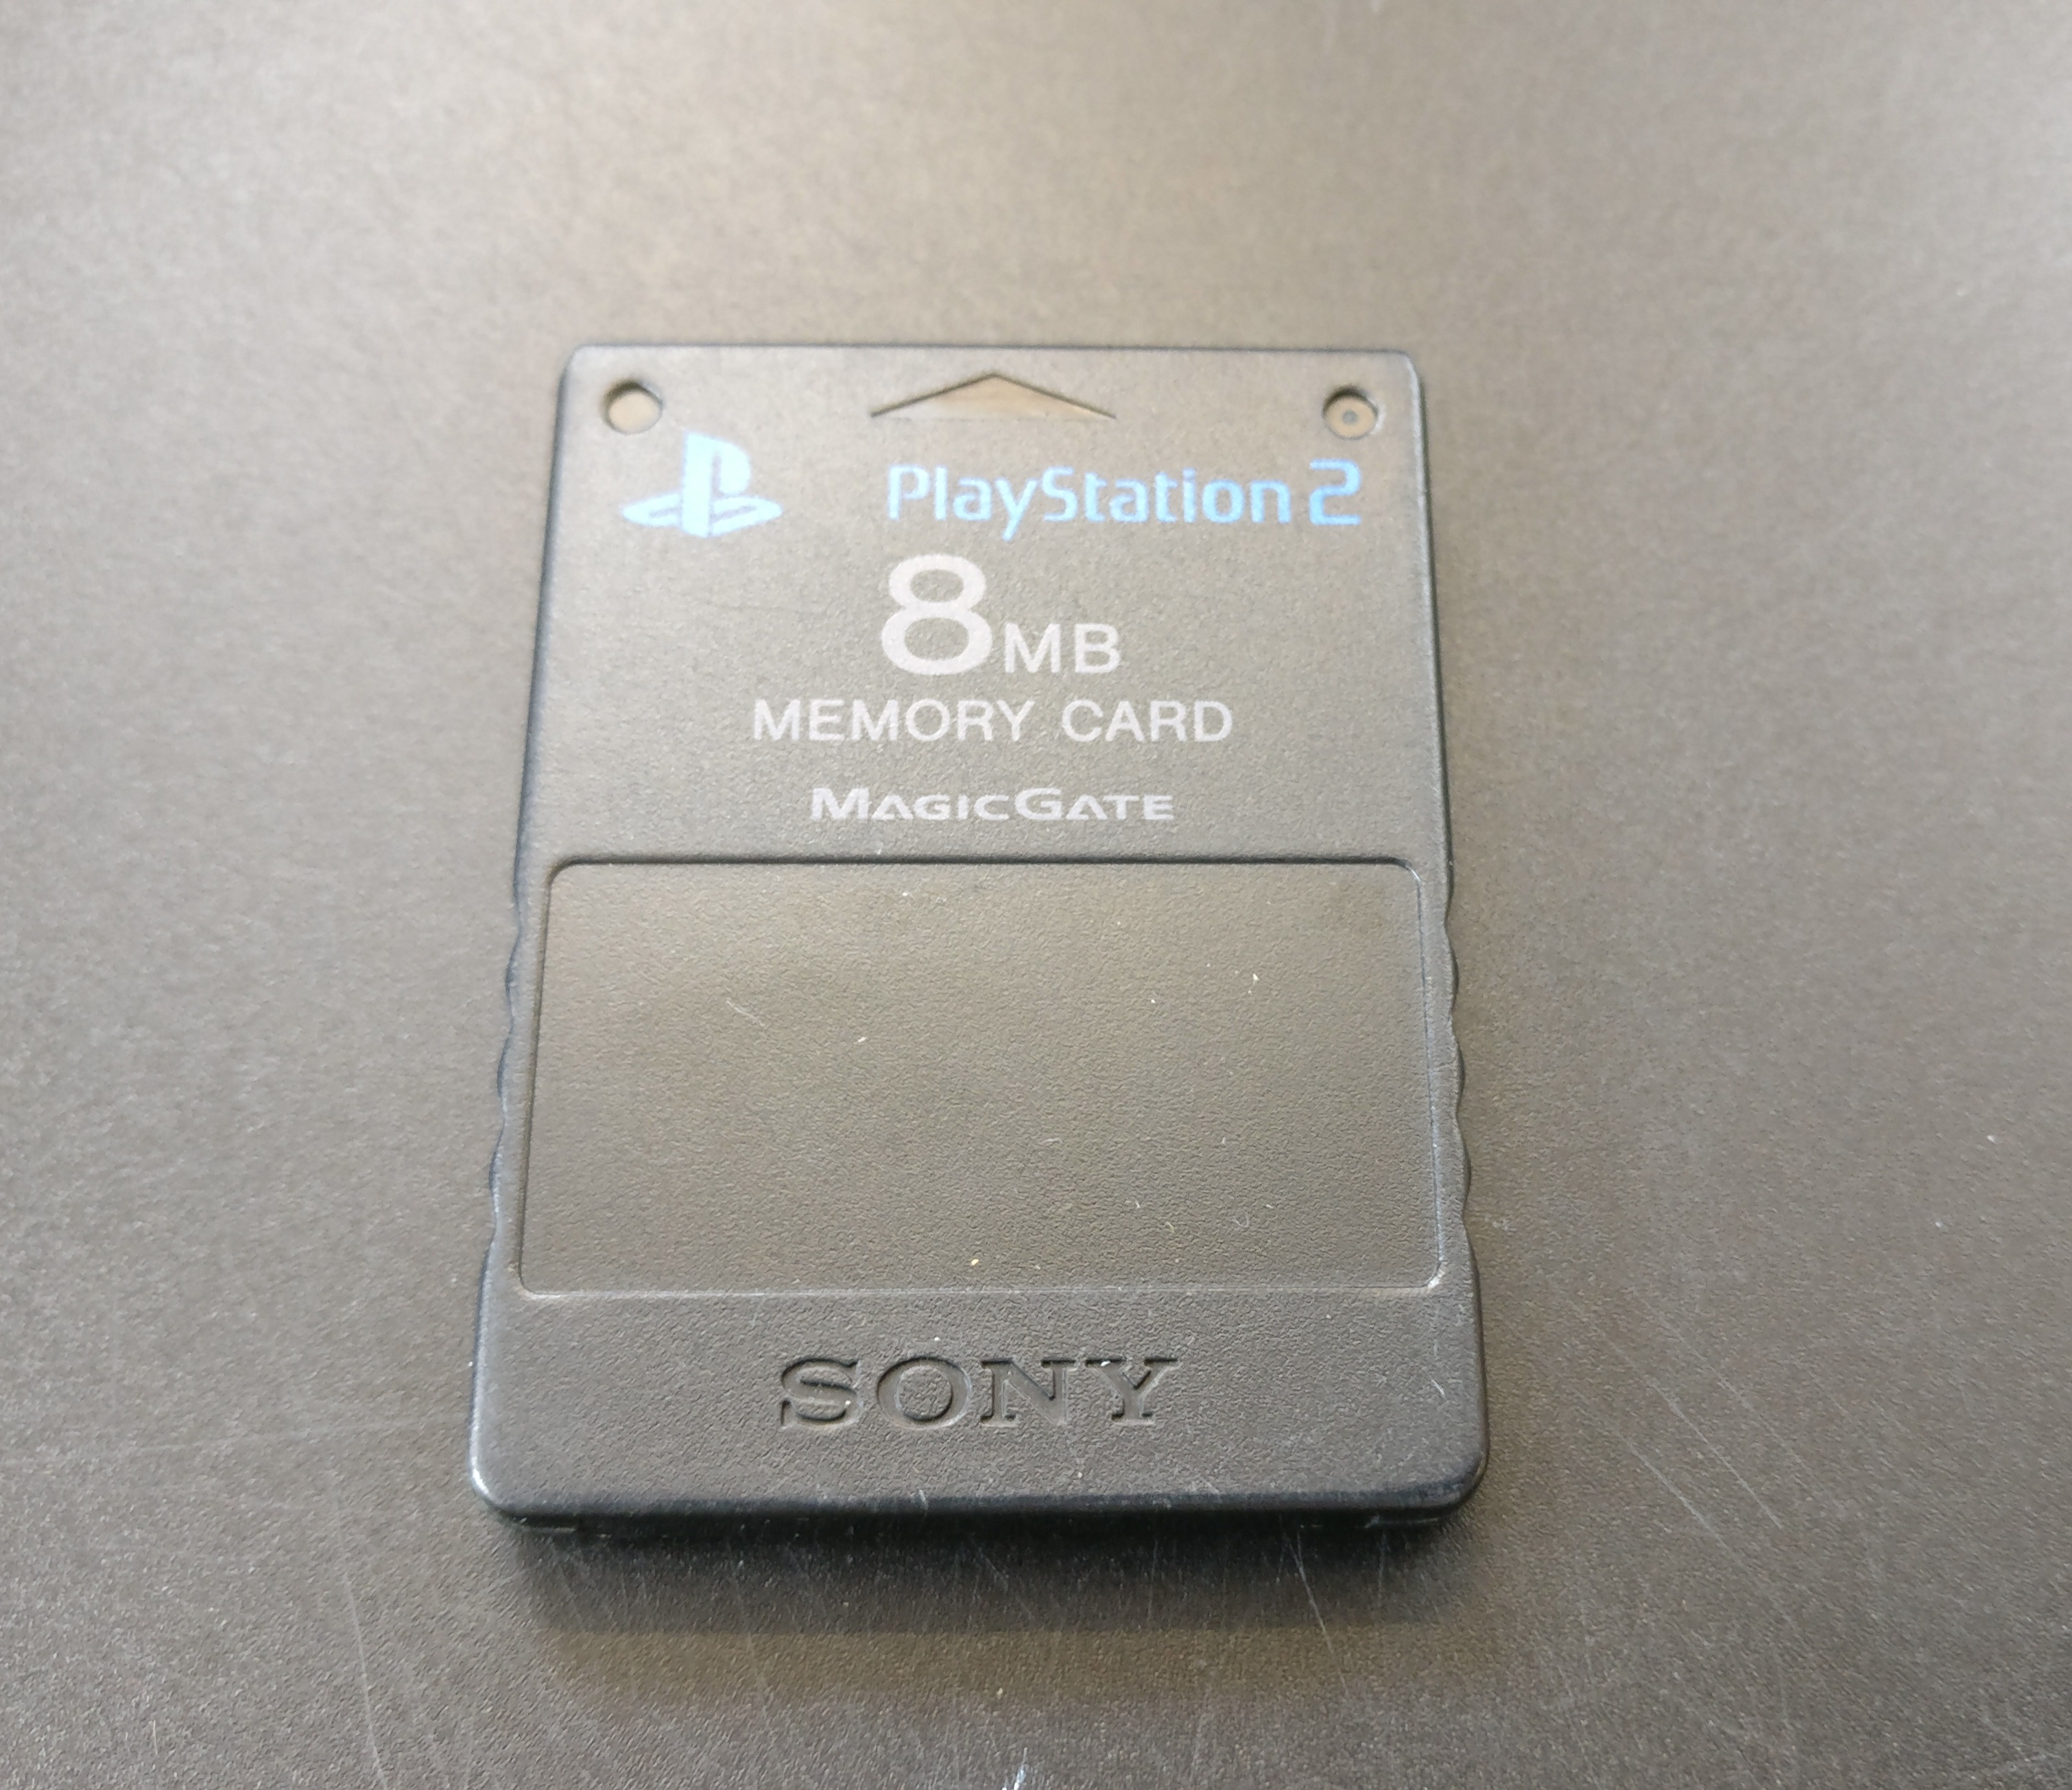 PlayStation 2
8MB
MEMORY CARD
MAGICGATE
SONY